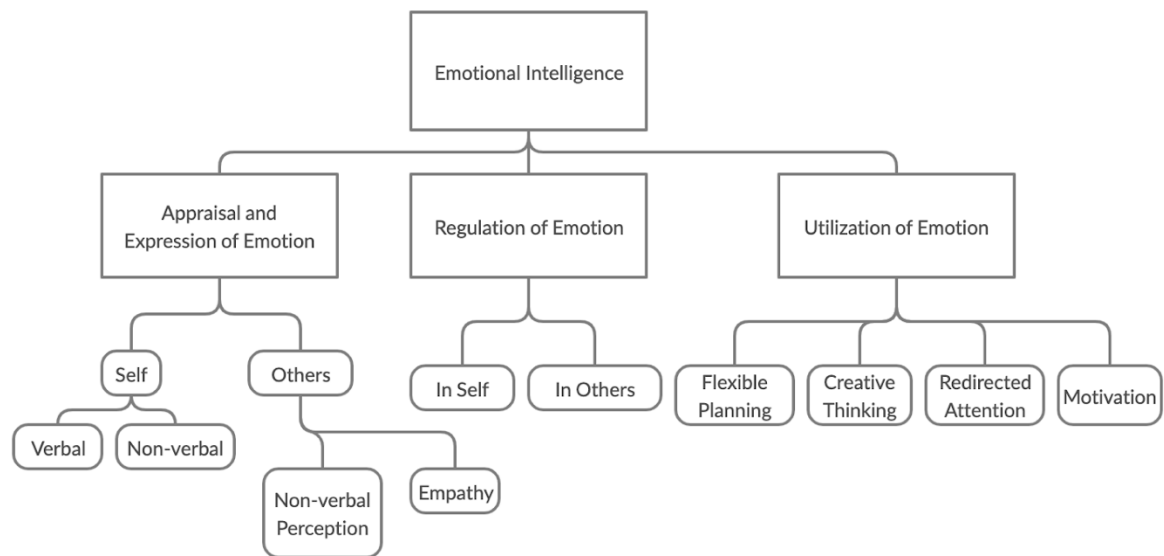 Emotional Intelligence
Appraisal and
Expression of Emotion
Regulation of Emotion
Utilization of Emotion
Self
Others
Verbal
Non-verbal
Non-verbal
Perception
Empathy
In Self
In Others
Flexible
Planning
Creative
Thinking
Redirected
Attention
Motivation